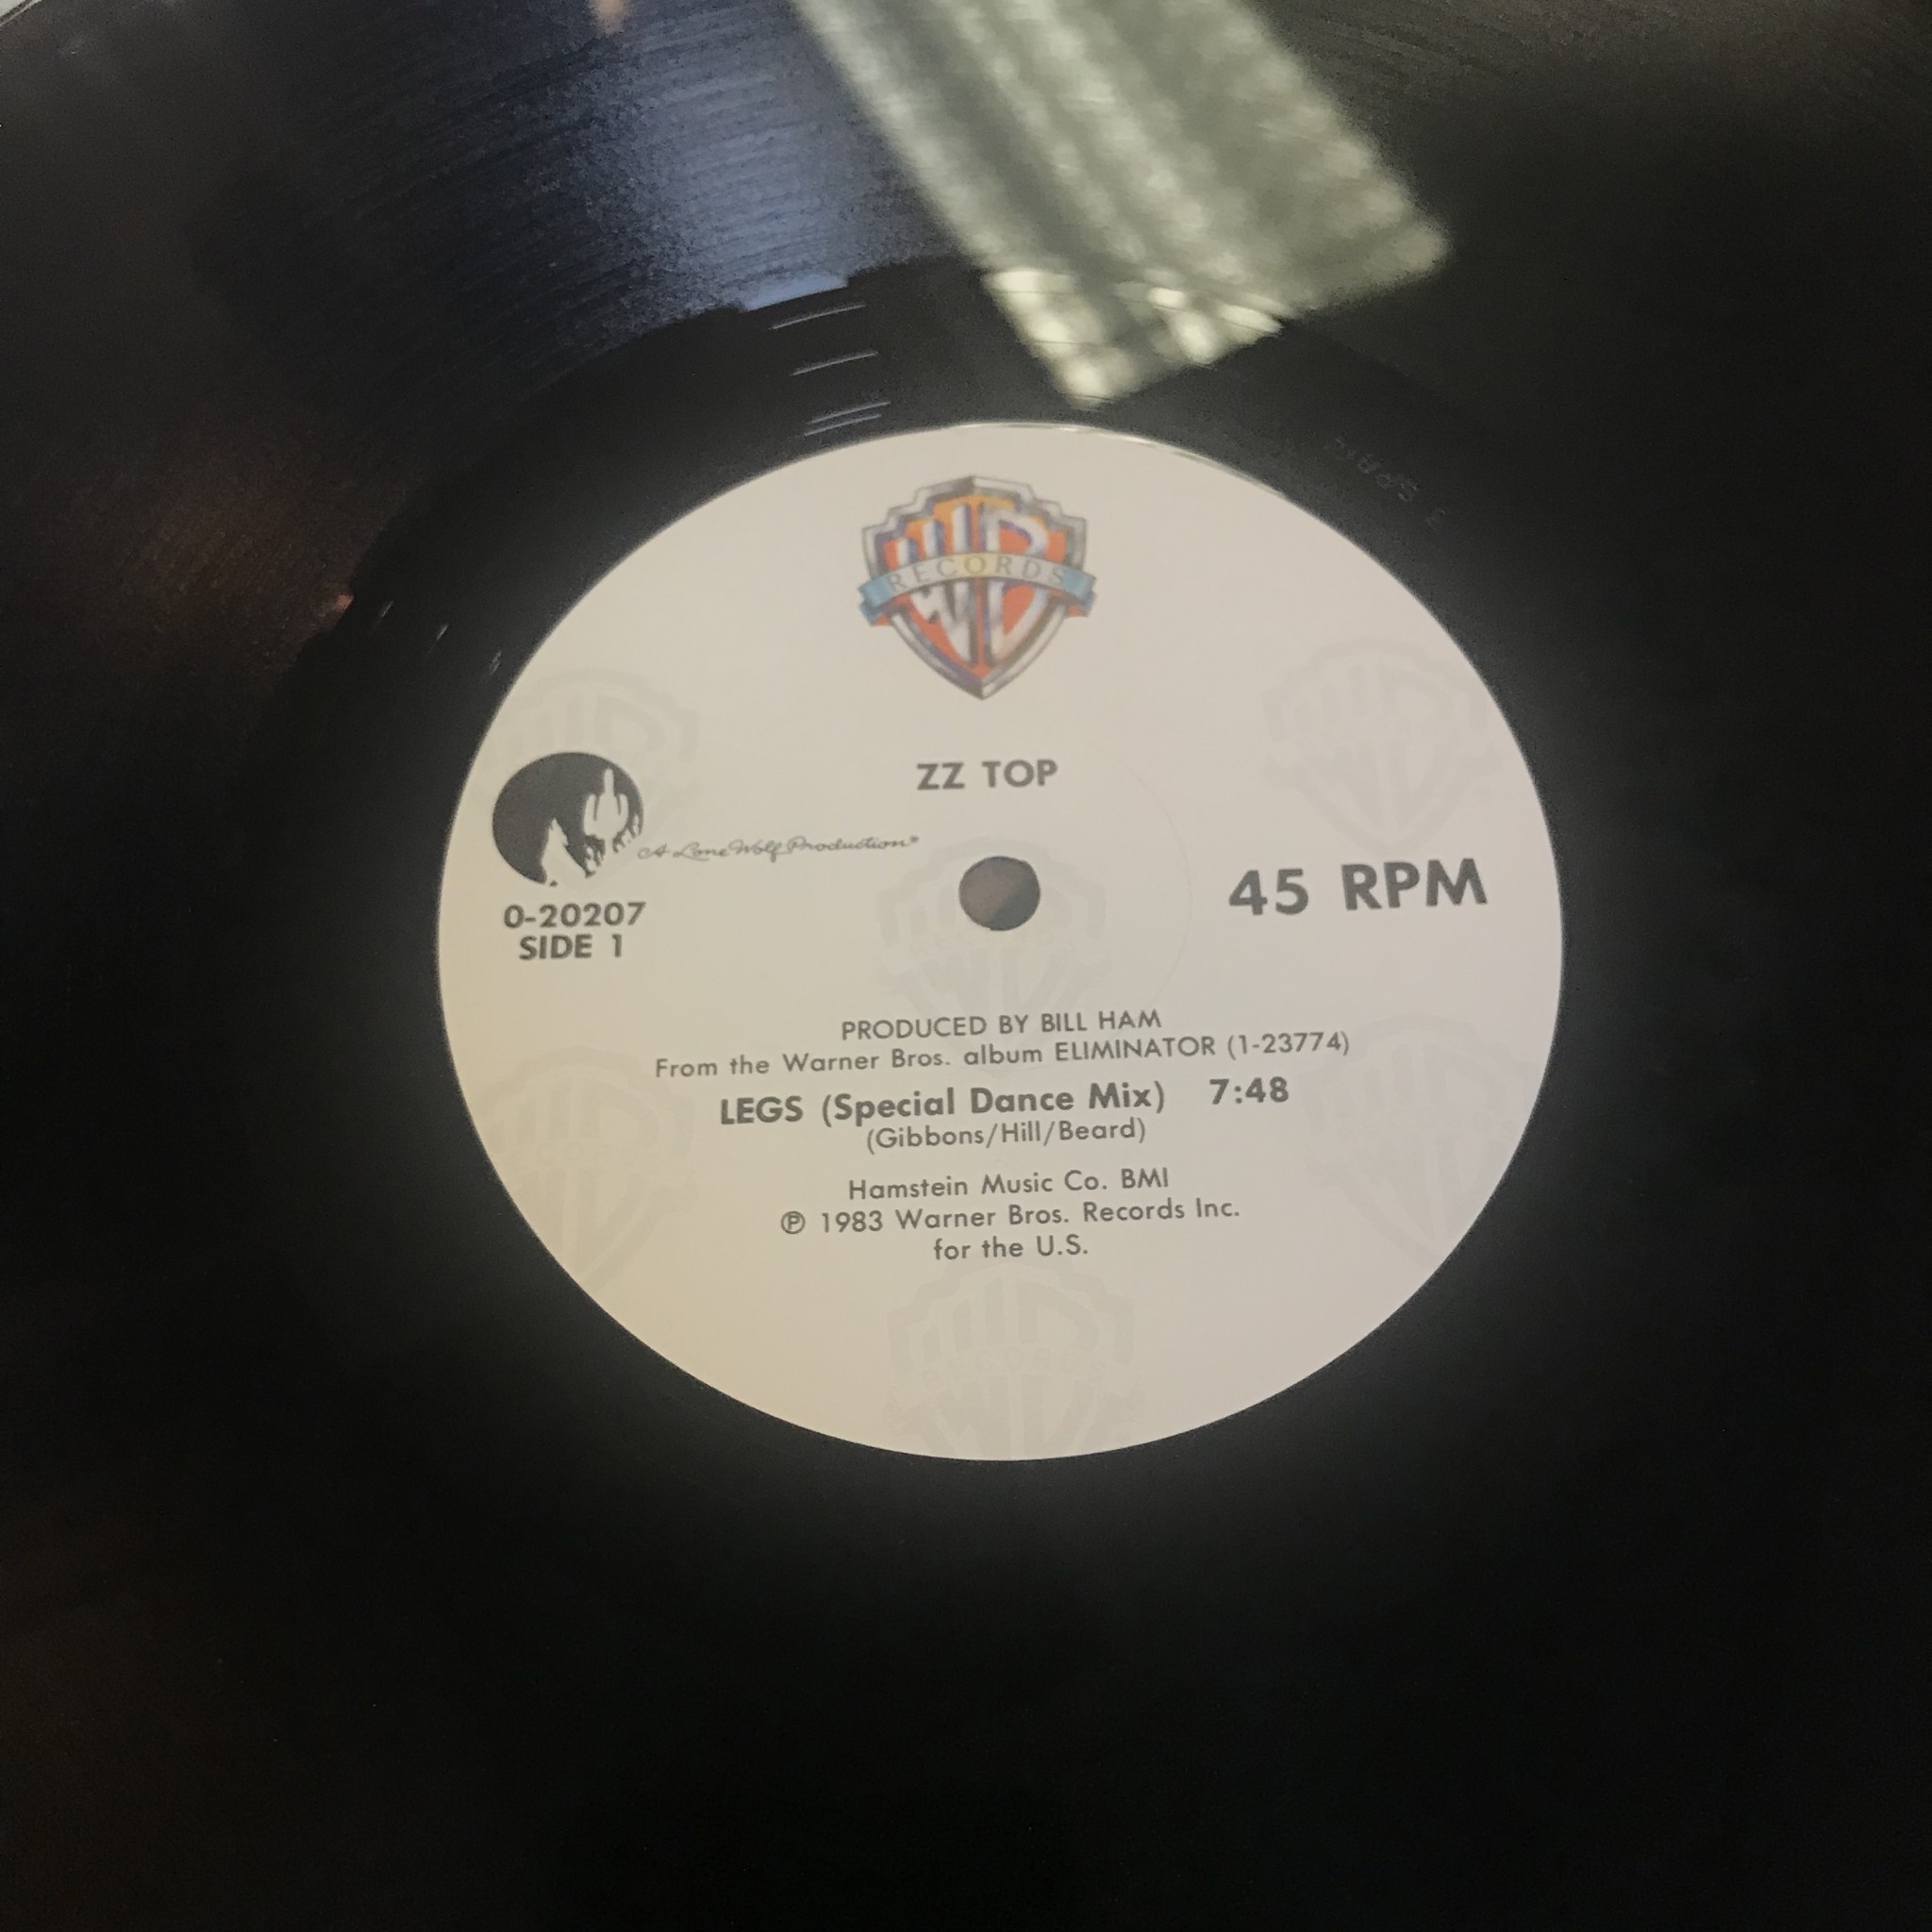 RECORDS
ZZ TOP
A Lone Wolf Production
45 RPM
0-20207
SIDE 1
PRODUCED BY BILL HAM
From the Warner Bros. album ELIMINATOR (1-23774)
LEGS (Special Dance Mix) 7:48
(Gibbons/Hill/Beard)
Hamstein Music Co. BMI
℗ 1983 Warner Bros. Records Inc.
for the U.S.